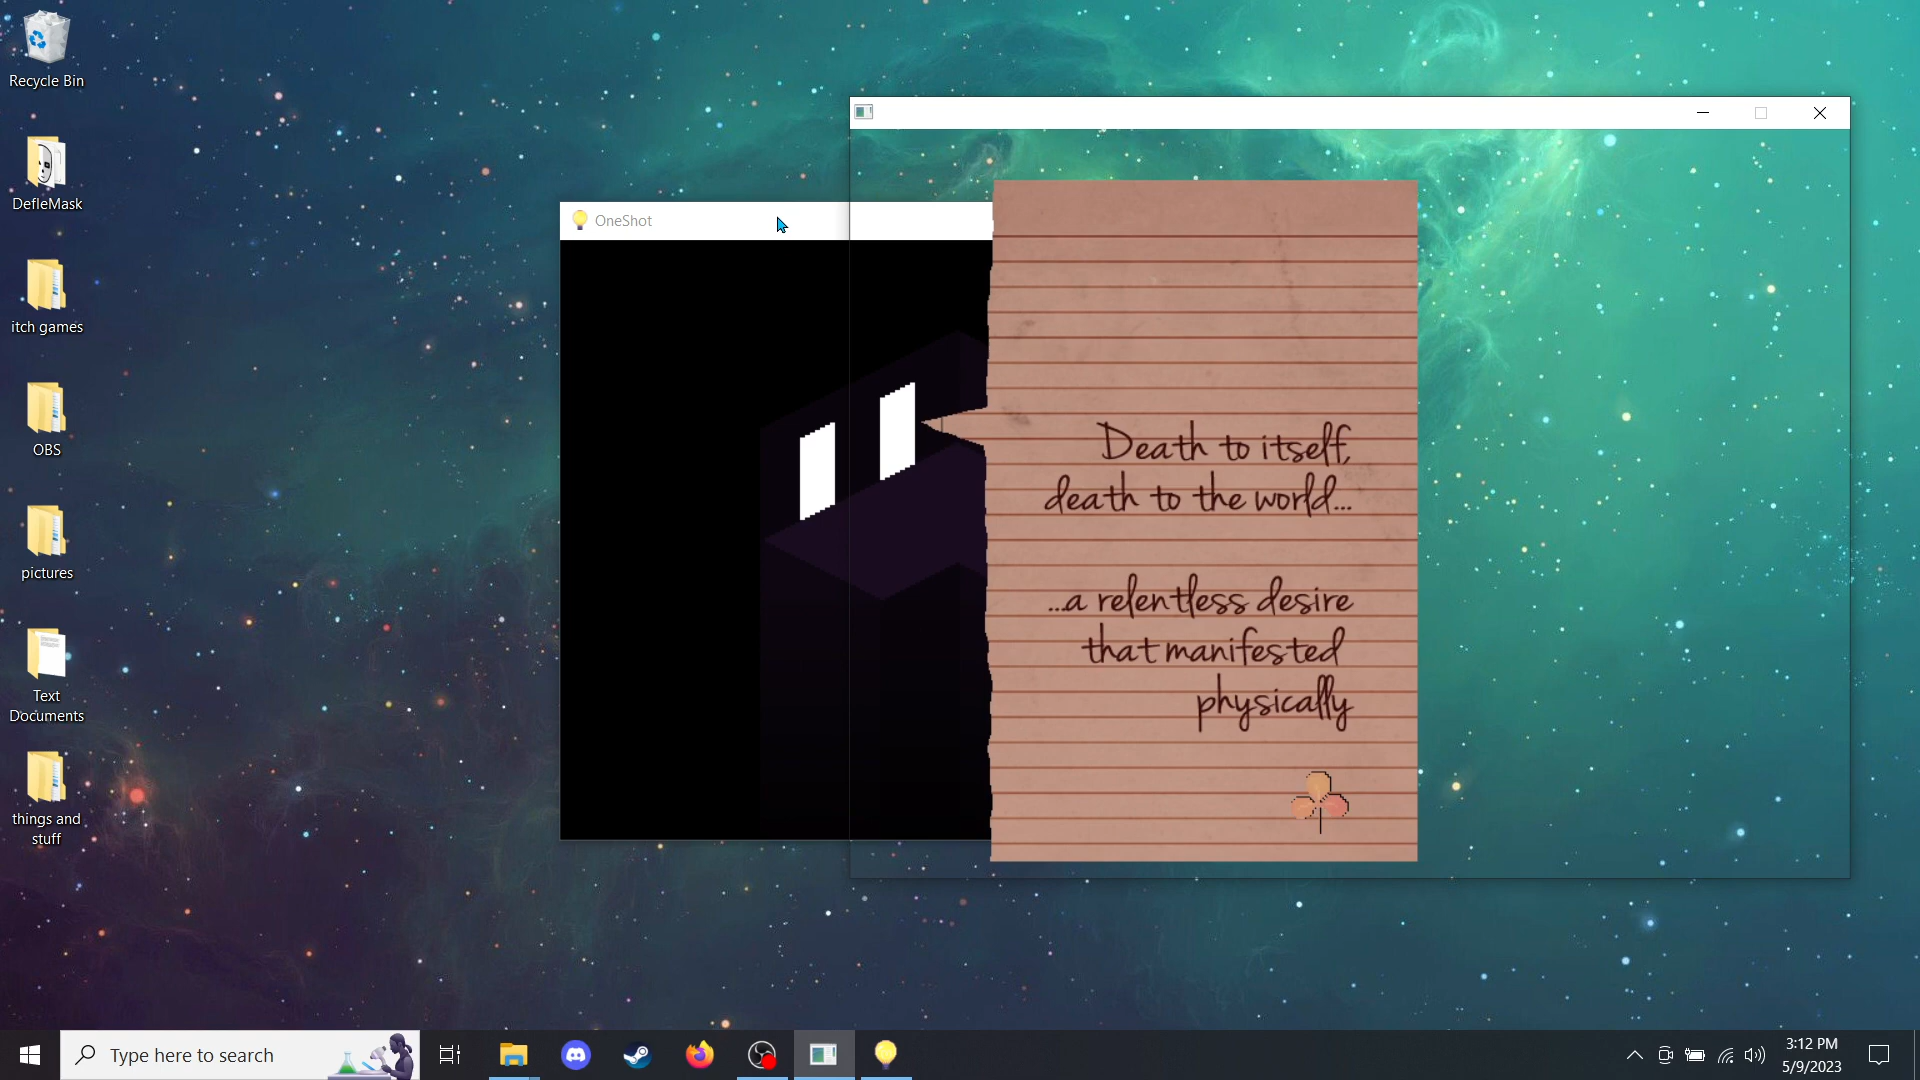 Recycle Bin
DefleMask
itch games
OBS
pictures
Text
Documents
things and
stuff
OneShot
Death to itself,
death to the world...
...a relentless desire
that manifested
physically
Type here to search
3:12 PM
5/9/2023